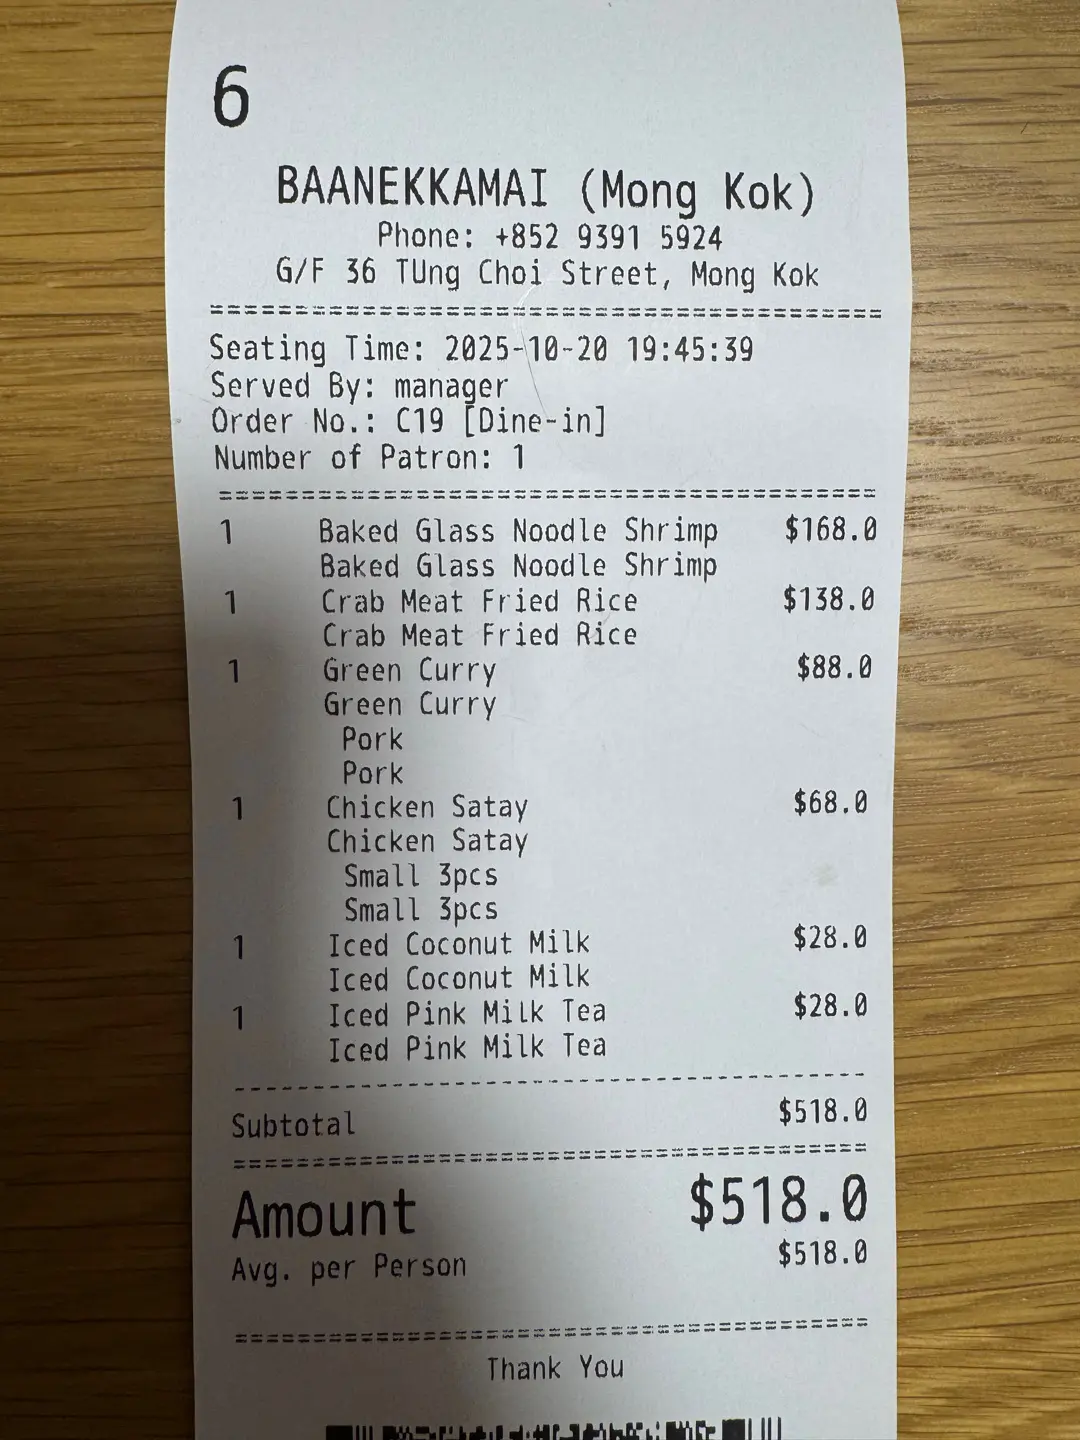 6
BAANEKKAMAI (Mong Kok)
Phone: +852 9391 5924
G/F 36 TUng Choi Street, Mong Kok
Seating Time: 2025-10-20 19:45:39
Served By: manager
Order No.: C19 [Dine-in]
Number of Patron: 1
1 Baked Glass Noodle Shrimp $168.0
Baked Glass Noodle Shrimp
1 Crab Meat Fried Rice $138.0
Crab Meat Fried Rice
1 Green Curry $88.0
Green Curry
Pork
Pork
1 Chicken Satay $68.0
Chicken Satay
Small 3pcs
Small 3pcs
1 Iced Coconut Milk $28.0
Iced Coconut Milk
1 Iced Pink Milk Tea $28.0
Iced Pink Milk Tea
Subtotal $518.0
Amount $518.0
Avg. per Person $518.0
Thank You